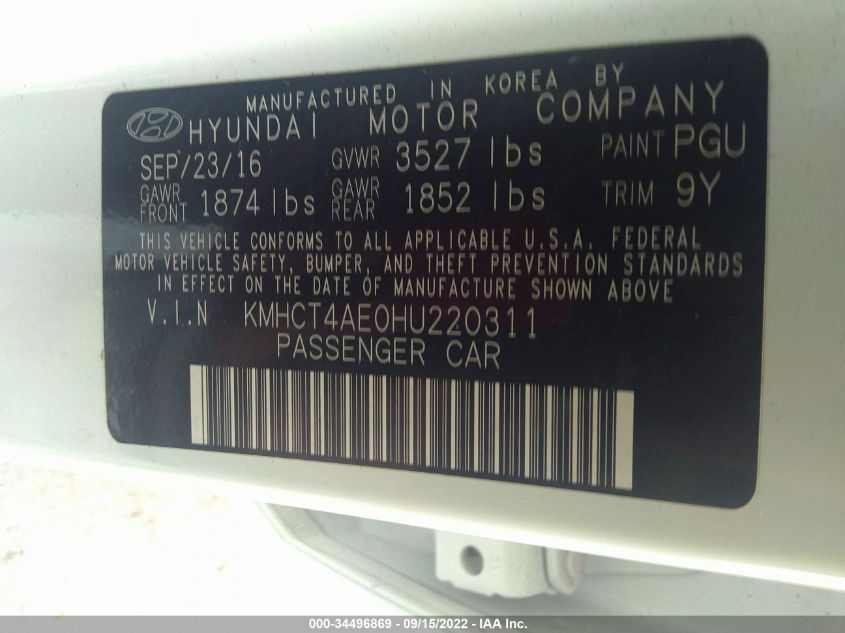 MANUFACTURED IN KOREA BY
HYUNDAI MOTOR COMPANY
SEP/23/16 GVWR 3527 lbs PAINT PGU
GAWR FRONT 1874 lbs GAWR REAR 1852 lbs TRIM 9Y
THIS VEHICLE CONFORMS TO ALL APPLICABLE U.S.A. FEDERAL
MOTOR VEHICLE SAFETY, BUMPER, AND THEFT PREVENTION STANDARDS
IN EFFECT ON THE DATE OF MANUFACTURE SHOWN ABOVE
V.I.N KMHCT4AE0HU220311
PASSENGER CAR
000-34496869 - 09/15/2022 - IAA Inc.